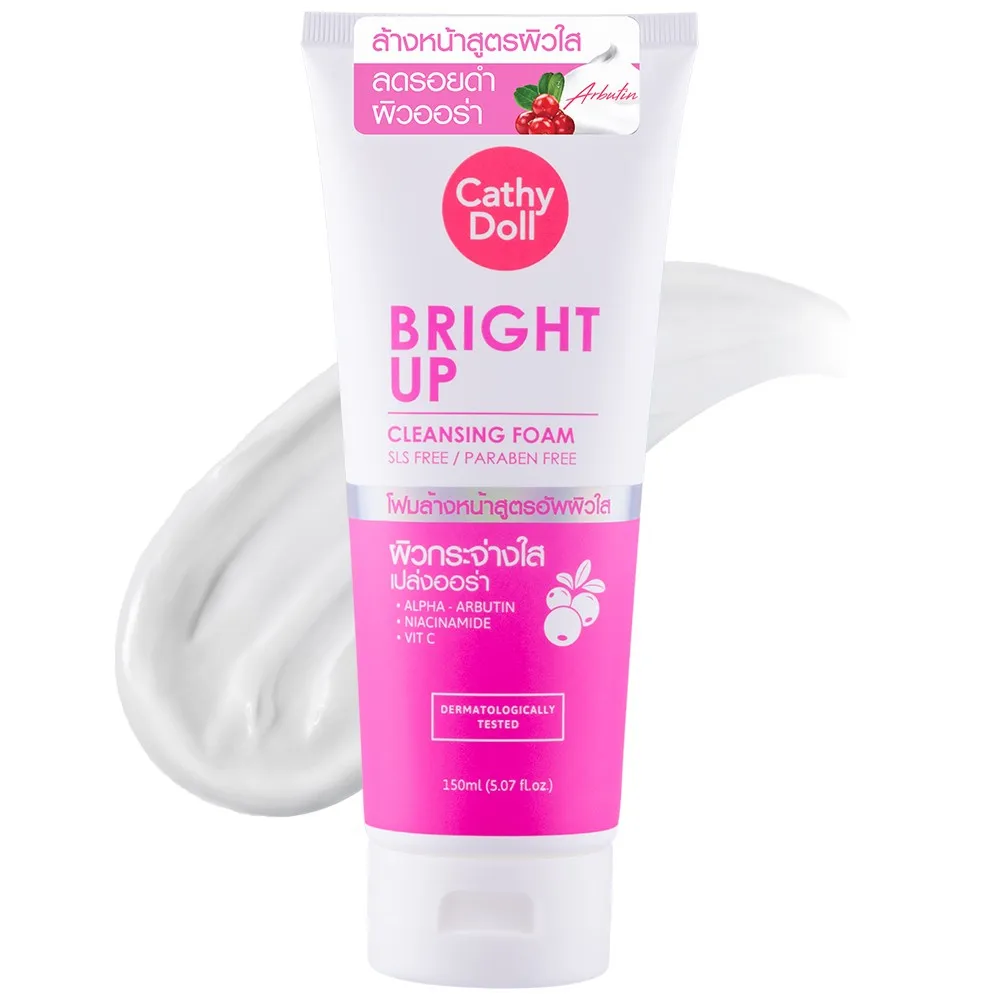 ล้างหน้าสูตรผิวใส
ลดรอยดำ
ผิวออร่า
Arbutin
Cathy
Doll
BRIGHT
UP
CLEANSING FOAM
SLS FREE / PARABEN FREE
โฟมล้างหน้าสูตรอัพผิวใส
ผิวกระจ่างใส
เปล่งออร่า
• ALPHA - ARBUTIN
• NIACINAMIDE
• VIT C
DERMATOLOGICALLY
TESTED
150ml (5.07 fl.oz.)